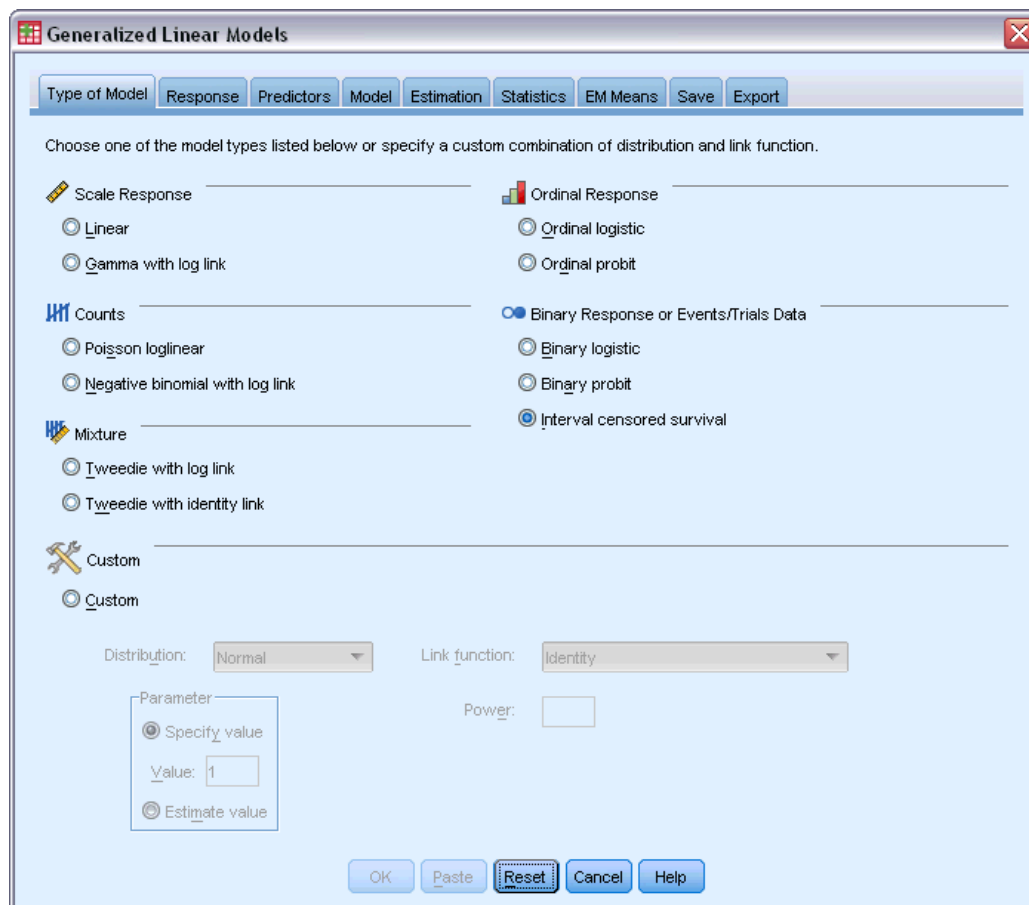 Generalized Linear Models
Type of Model Response Predictors Model Estimation Statistics EM Means Save Export
Choose one of the model types listed below or specify a custom combination of distribution and link function.
Scale Response
Linear
Gamma with log link
Counts
Poisson loglinear
Negative binomial with log link
Mixture
Tweedie with log link
Tweedie with identity link
Ordinal Response
Ordinal logistic
Ordinal probit
Binary Response or Events/Trials Data
Binary logistic
Binary probit
Interval censored survival
Custom
Custom
Distribution: Normal Link function: Identity
Parameter
Specify value
Value: 1
Estimate value
Power:
OK Paste Reset Cancel Help